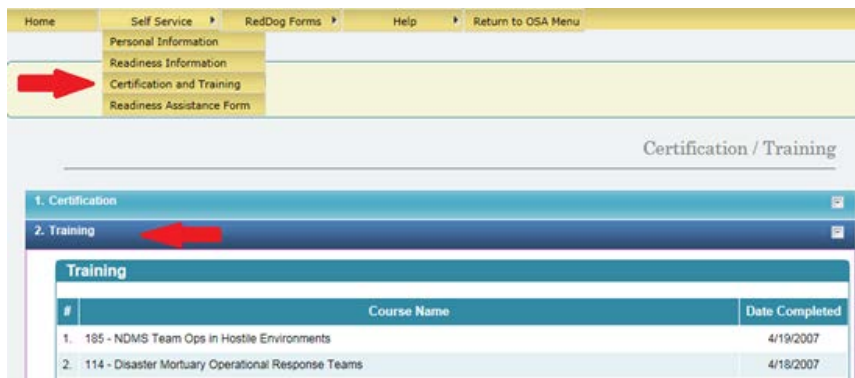 Home Self Service RedDog Forms Help Return to OSA Menu
Personal Information
Readiness Information
Certification and Training
Readiness Assistance Form
Certification / Training
1. Certification
2. Training
Training
# Course Name Date Completed
1. 185 - NDMS Team Ops in Hostile Environments 4/19/2007
2. 114 - Disaster Mortuary Operational Response Teams 4/18/2007